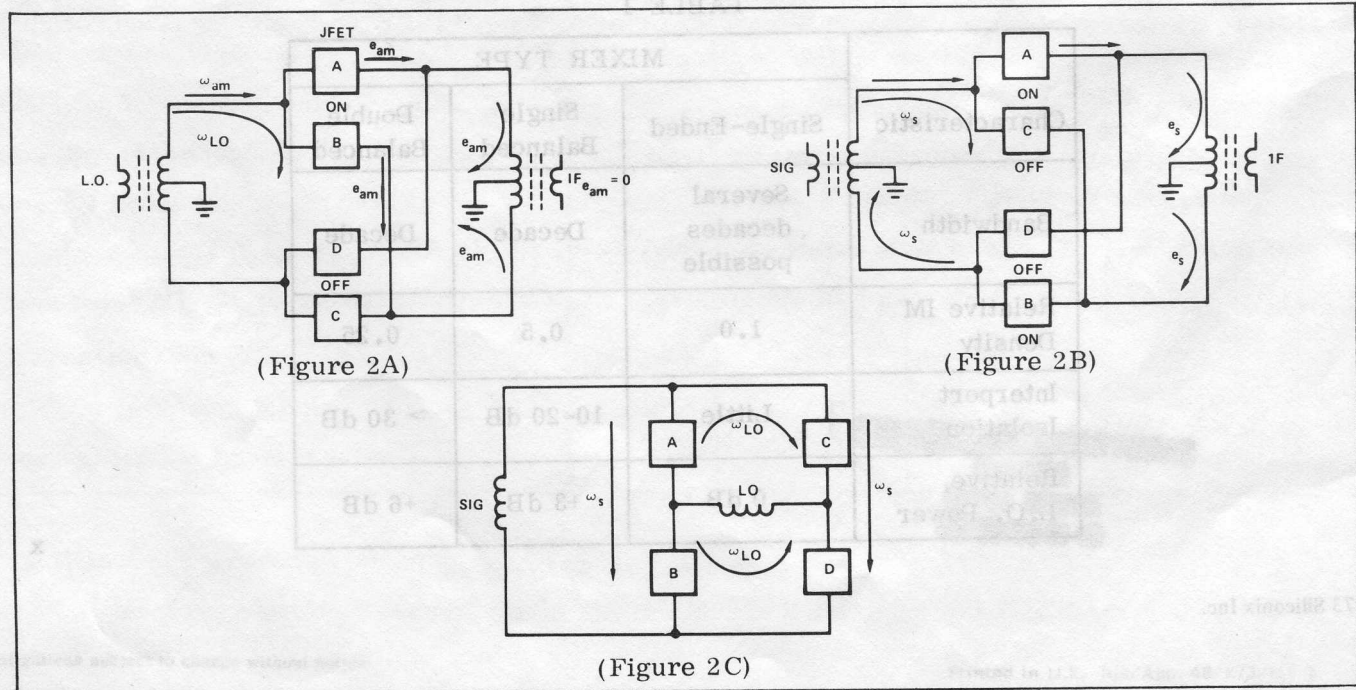 JFET
e_am
ω_am
A
ON
ω_LO
B
L.O.
e_am
e_am
IF e_am = 0
e_am
OFF
C
(Figure 2A)
A
ω_s
ON
C
e_s
SIG
OFF
1F
ω_s
D
e_s
OFF
B
ON
(Figure 2B)
A
ω_LO
C
SIG
ω_s
LO
ω_s
B
ω_LO
D
(Figure 2C)